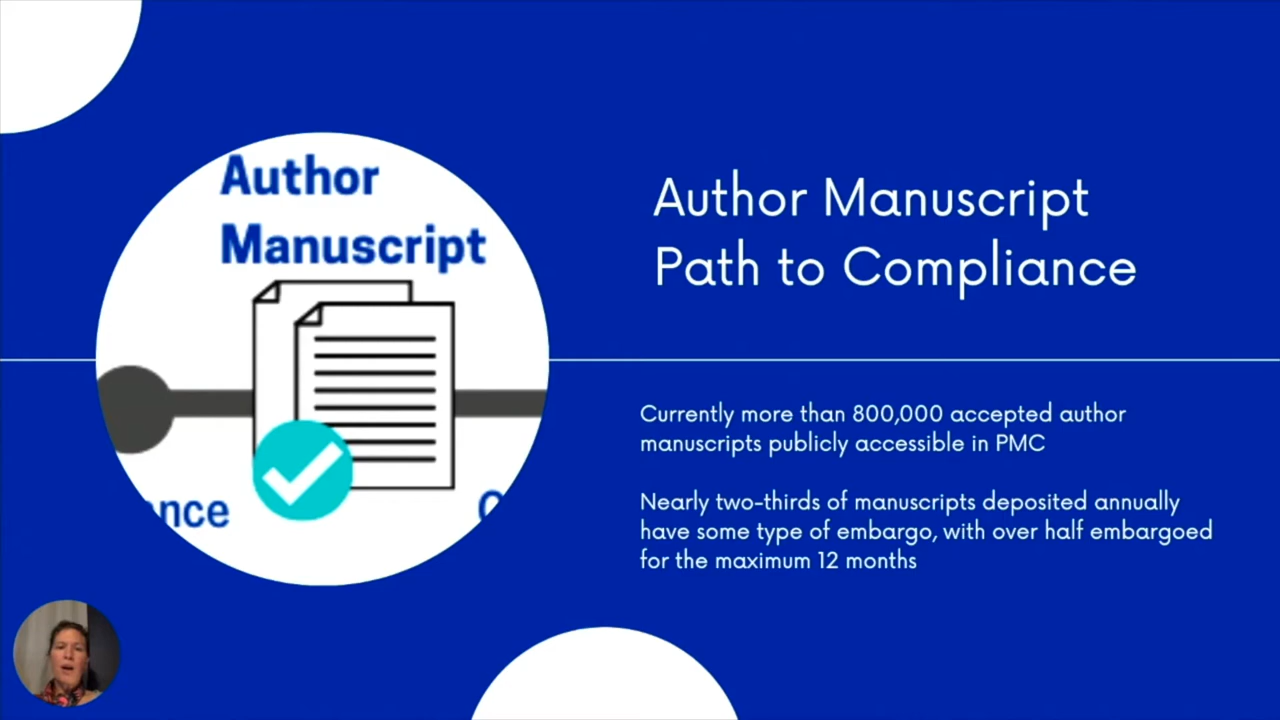 Author
Manuscript
nce
Author Manuscript
Path to Compliance
Currently more than 800,000 accepted author
manuscripts publicly accessible in PMC
Nearly two-thirds of manuscripts deposited annually
have some type of embargo, with over half embargoed
for the maximum 12 months